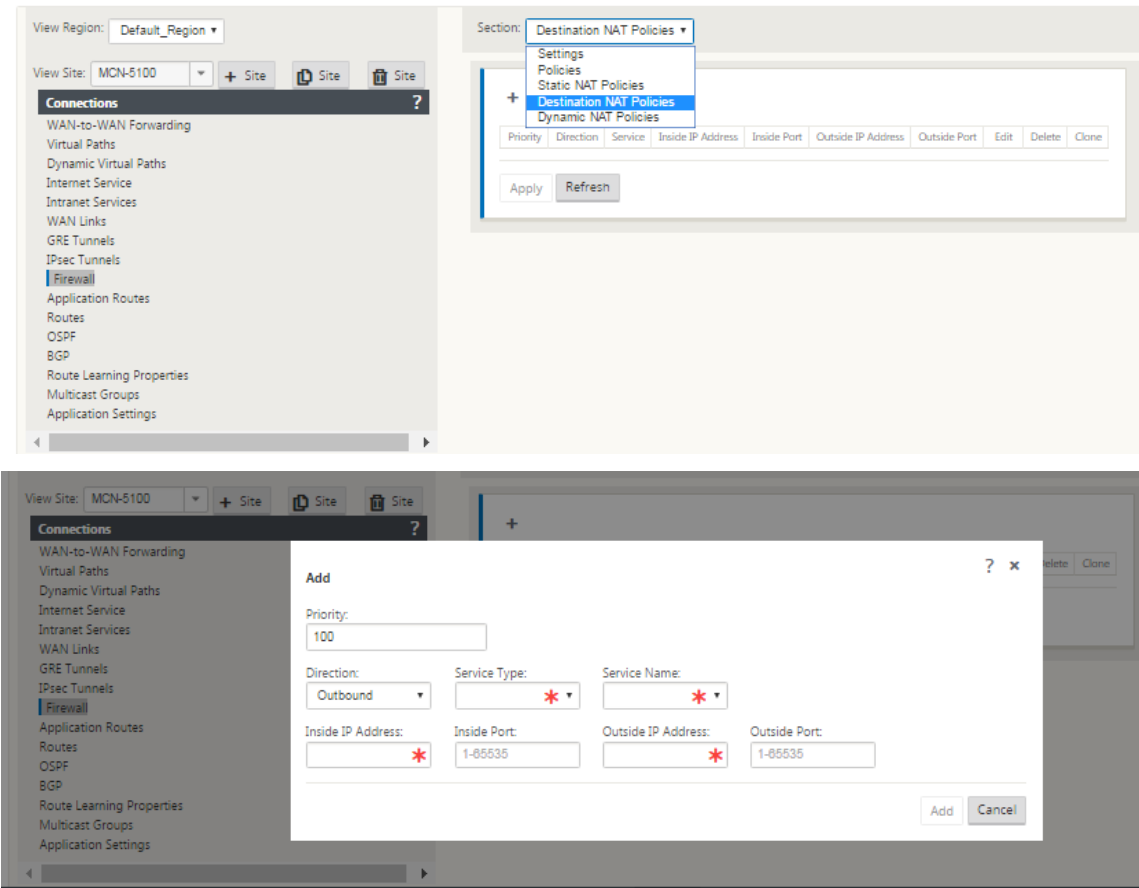 View Region: Default_Region
Section: Destination NAT Policies
Settings
Policies
Static NAT Policies
Destination NAT Policies
Dynamic NAT Policies
View Site: MCN-5100 + Site Site Site
Connections ?
WAN-to-WAN Forwarding
Virtual Paths
Dynamic Virtual Paths
Internet Service
Intranet Services
WAN Links
GRE Tunnels
IPsec Tunnels
Firewall
Application Routes
Routes
OSPF
BGP
Route Learning Properties
Multicast Groups
Application Settings
+
Priority Direction Service Inside IP Address Inside Port Outside IP Address Outside Port Edit Delete Clone
Apply Refresh
View Site: MCN-5100 + Site Site Site
Connections ?
WAN-to-WAN Forwarding
Virtual Paths
Dynamic Virtual Paths
Internet Service
Intranet Services
WAN Links
GRE Tunnels
IPsec Tunnels
Firewall
Application Routes
Routes
OSPF
BGP
Route Learning Properties
Multicast Groups
Application Settings
+
Clone
Add ? ×
Priority:
100
Direction: Service Type: Service Name:
Outbound * *
Inside IP Address: Inside Port: Outside IP Address: Outside Port:
* 1-65535 * 1-65535
Add Cancel